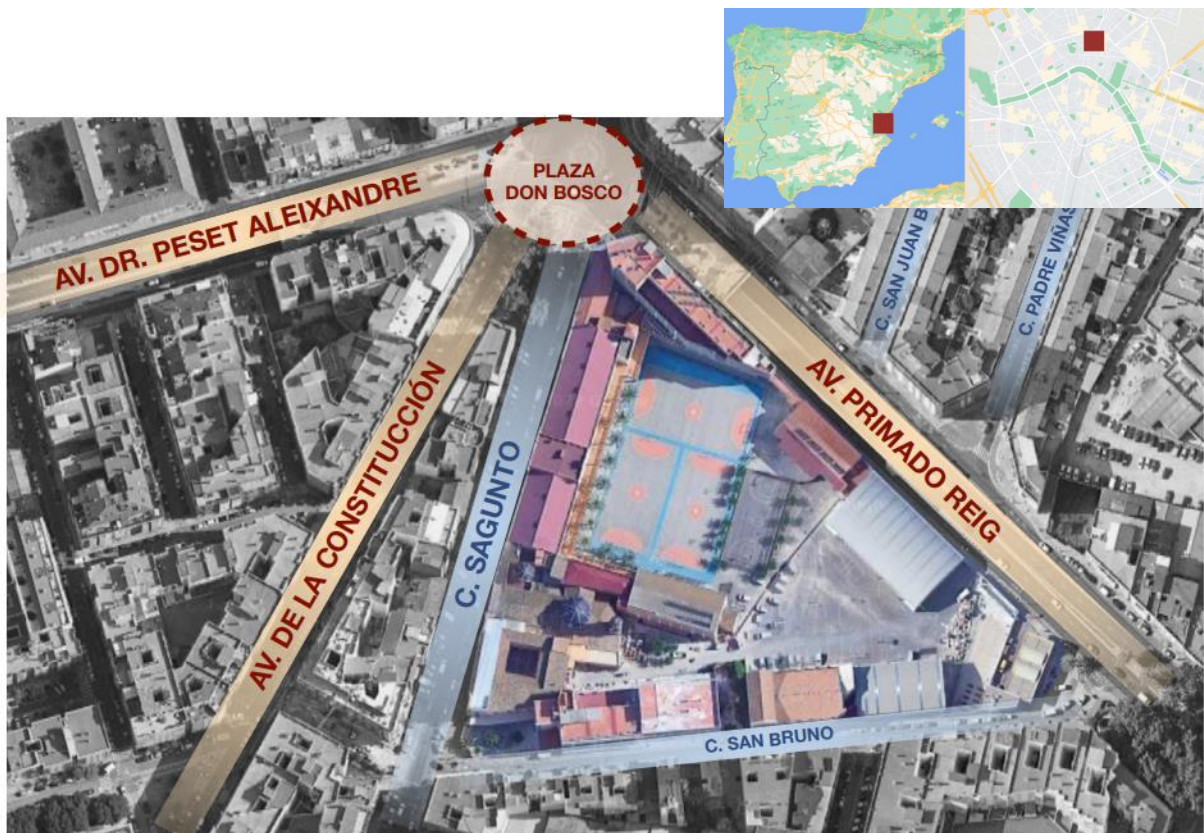 PLAZA
DON BOSCO
AV. DR. PESET ALEIXANDRE
C. SAN JUAN B
C. PADRE VIÑAS
AV. DE LA CONSTITUCCIÓN
C. SAGUNTO
AV. PRIMADO REIG
C. SAN BRUNO